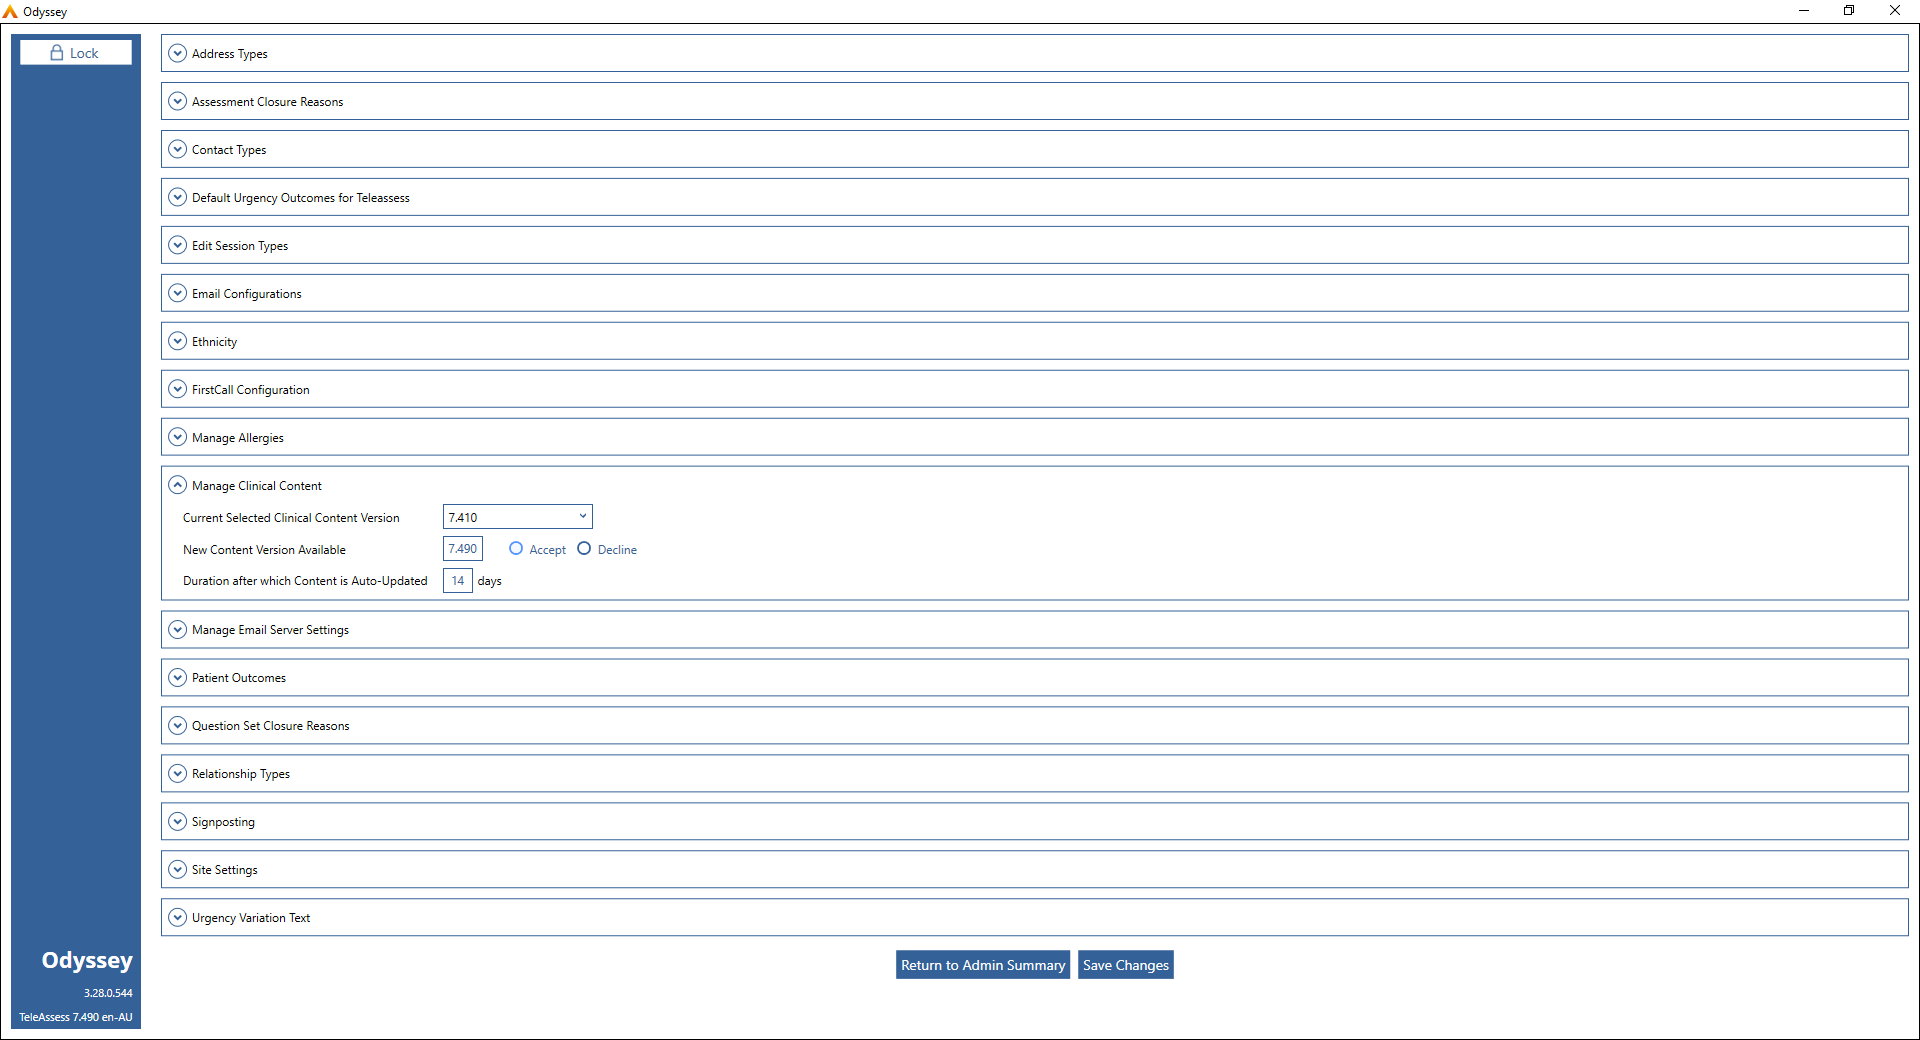 Odyssey
Lock
Address Types
Assessment Closure Reasons
Contact Types
Default Urgency Outcomes for Teleassess
Edit Session Types
Email Configurations
Ethnicity
FirstCall Configuration
Manage Allergies
Manage Clinical Content
Current Selected Clinical Content Version 7.410
New Content Version Available 7.490 Accept Decline
Duration after which Content is Auto-Updated 14 days
Manage Email Server Settings
Patient Outcomes
Question Set Closure Reasons
Relationship Types
Signposting
Site Settings
Urgency Variation Text
Return to Admin Summary Save Changes
Odyssey
3.28.0.544
TeleAssess 7.490 en-AU